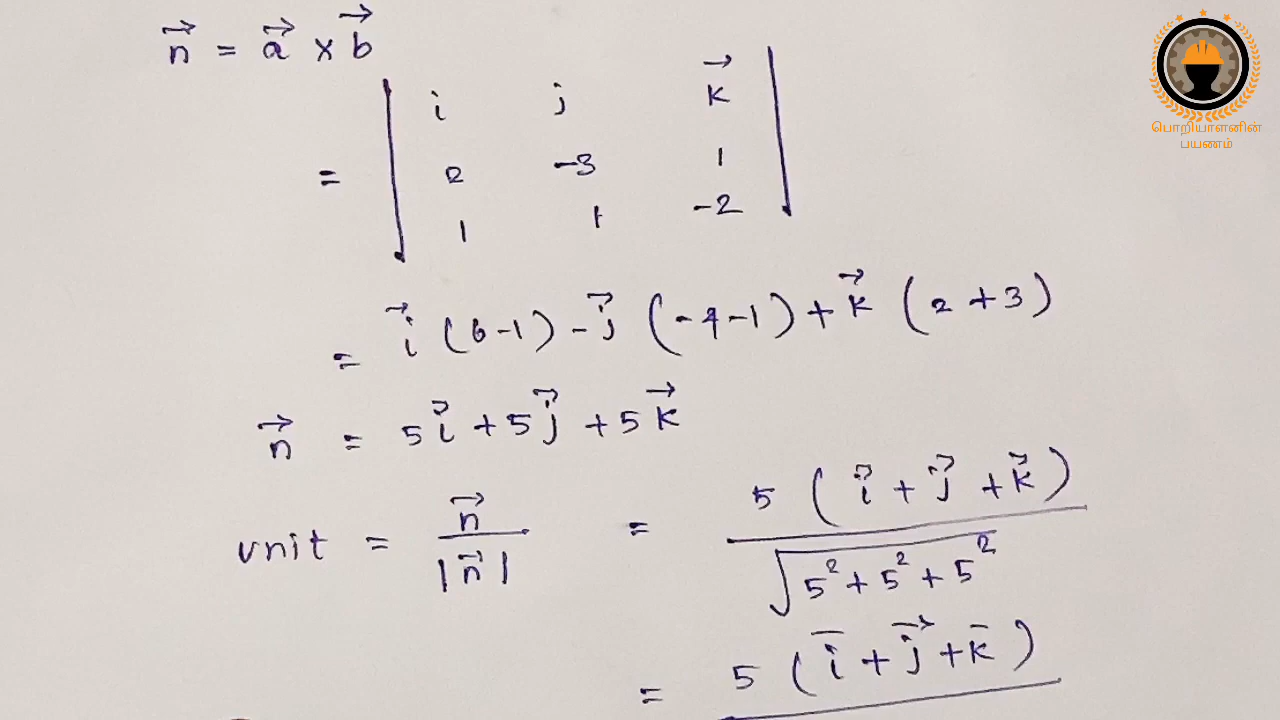 n⃗ = a⃗ × b⃗
= | i j k⃗ |
| 2 -3 1 |
| 1 1 -2 |
= i⃗ (6-1) - j⃗ (-4-1) + k⃗ (2+3)
n⃗ = 5i⃗ + 5j⃗ + 5k⃗
unit = n⃗ / |n⃗| = 5 (i⃗ + j⃗ + k⃗) / √(5² + 5² + 5²)
= 5 (i̅ + j⃗ + k̅)
பொறியாளனின்
பயணம்